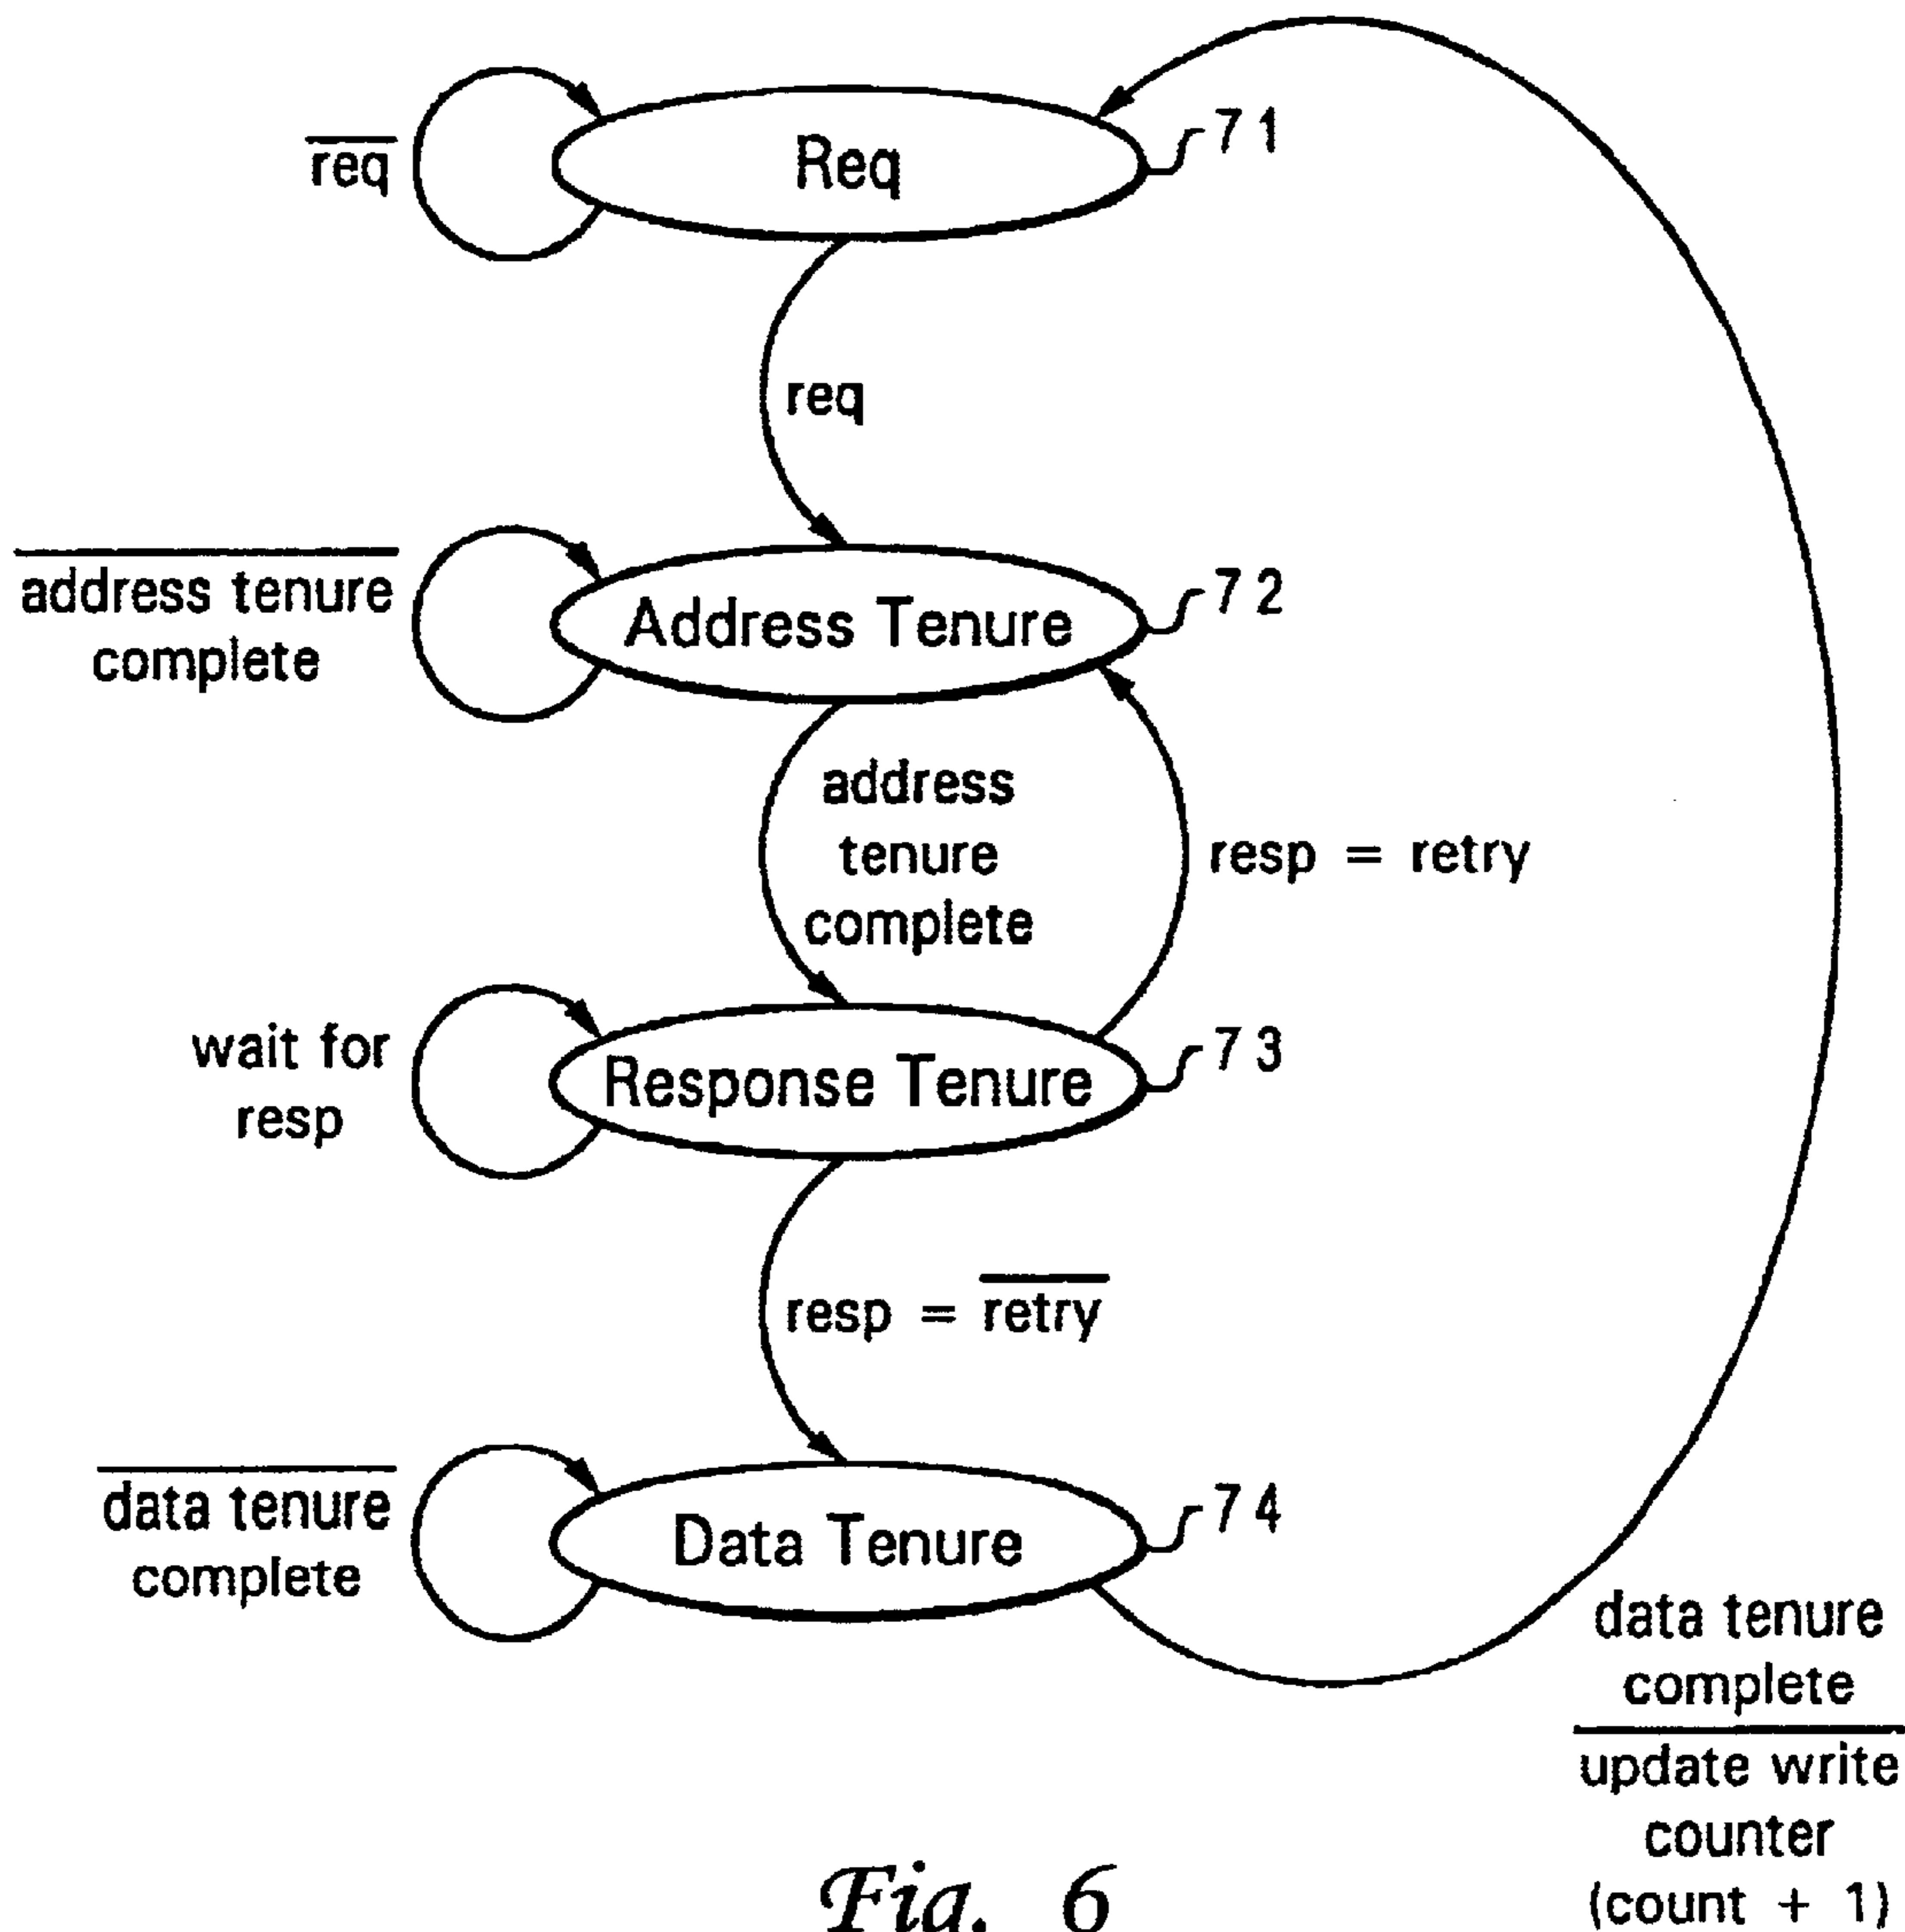 req
Req
71
req
address tenure
complete
Address Tenure
72
address
tenure
complete
resp = retry
wait for
resp
Response Tenure
73
resp = retry
data tenure
complete
Data Tenure
74
data tenure
complete
update write
counter
(count + 1)
Fig. 6